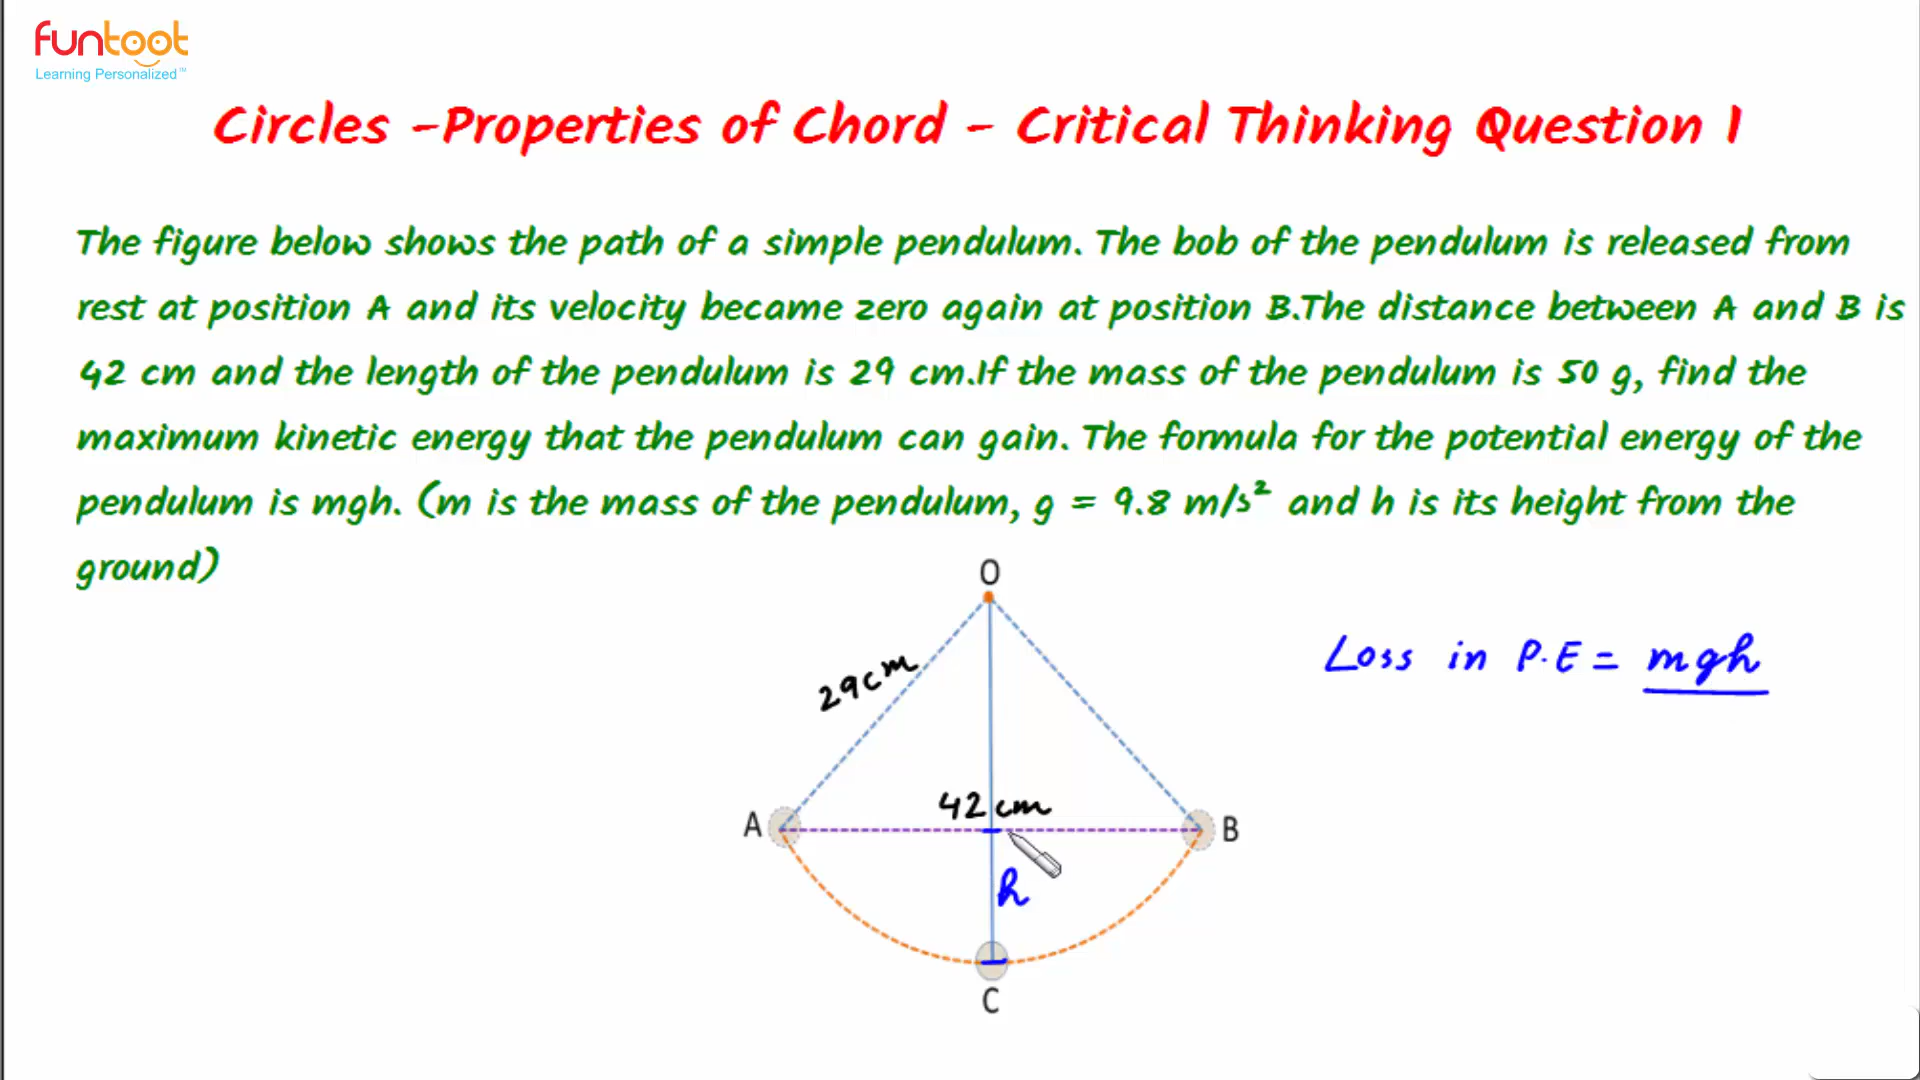 funtoot
Learning Personalized™
Circles -Properties of Chord - Critical Thinking Question 1
The figure below shows the path of a simple pendulum. The bob of the pendulum is released from
rest at position A and its velocity became zero again at position B.The distance between A and B is
42 cm and the length of the pendulum is 29 cm.If the mass of the pendulum is 50 g, find the
maximum kinetic energy that the pendulum can gain. The formula for the potential energy of the
pendulum is mgh. (m is the mass of the pendulum, g = 9.8 m/s² and h is its height from the
ground)
O
Loss in P.E = mgh
29cm
42 cm
A
B
h
C